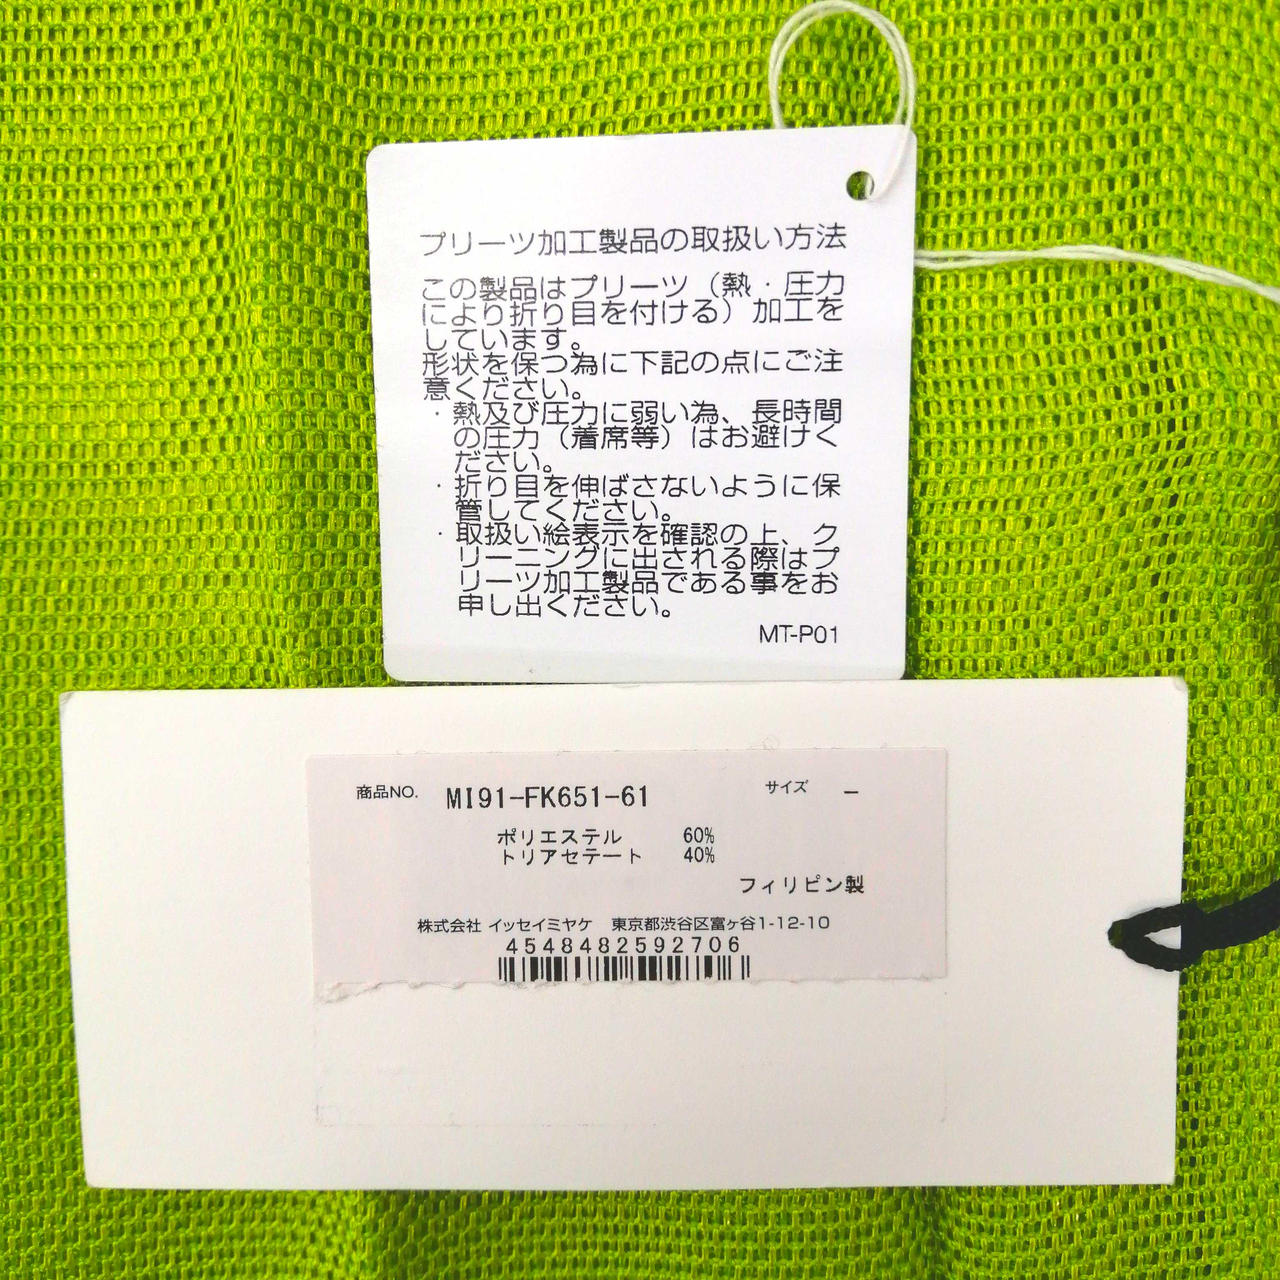 プリーツ加工製品の取扱い方法
この製品はプリーツ（熱・圧力
により折り目を付ける）加工を
しています。
形状を保つ為に下記の点にご注
意ください。
・熱及び圧力に弱い為、長時間
の圧力（着席等）はお避けく
ださい。
・折り目を伸ばさないように保
管してください。
・取扱い絵表示を確認の上、ク
リーニングに出される際はプ
リーツ加工製品である事をお
申し出ください。
MT-P01
商品NO. MI91-FK651-61 サイズ －
ポリエステル 60%
トリアセテート 40%
フィリピン製
株式会社 イッセイミヤケ 東京都渋谷区富ヶ谷1-12-10
4548482592706